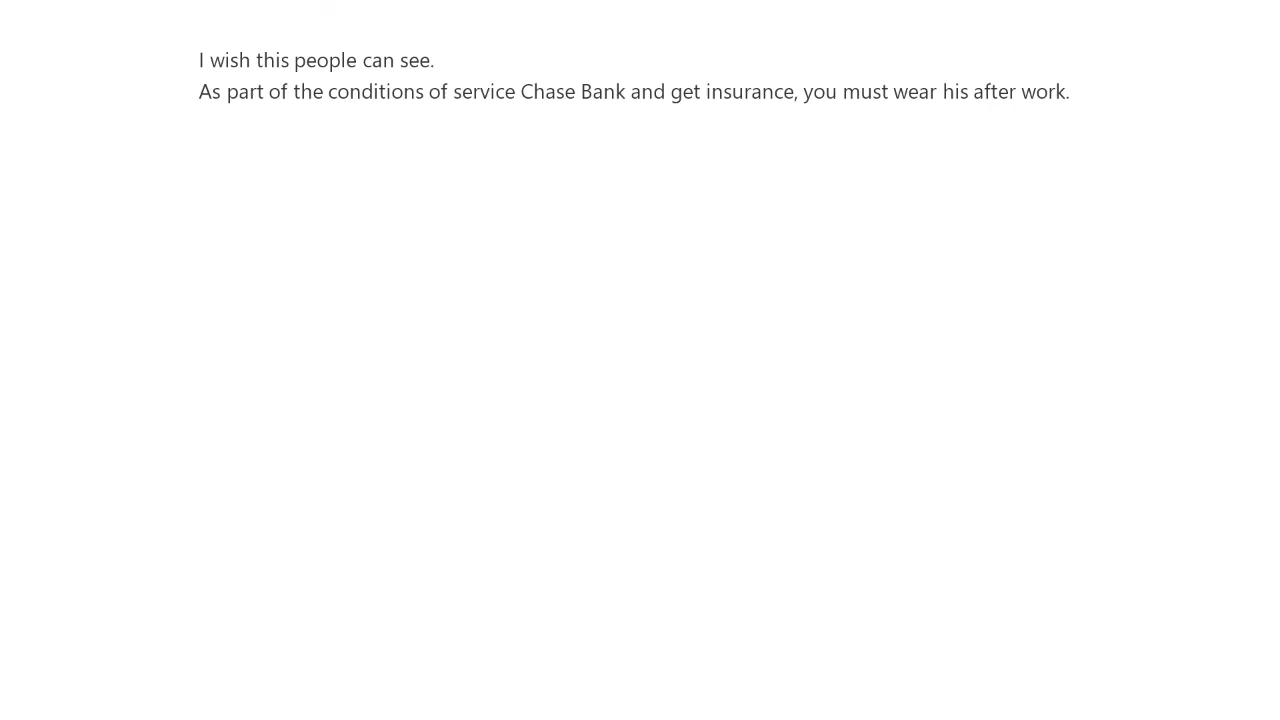 I wish this people can see.
As part of the conditions of service Chase Bank and get insurance, you must wear his after work.